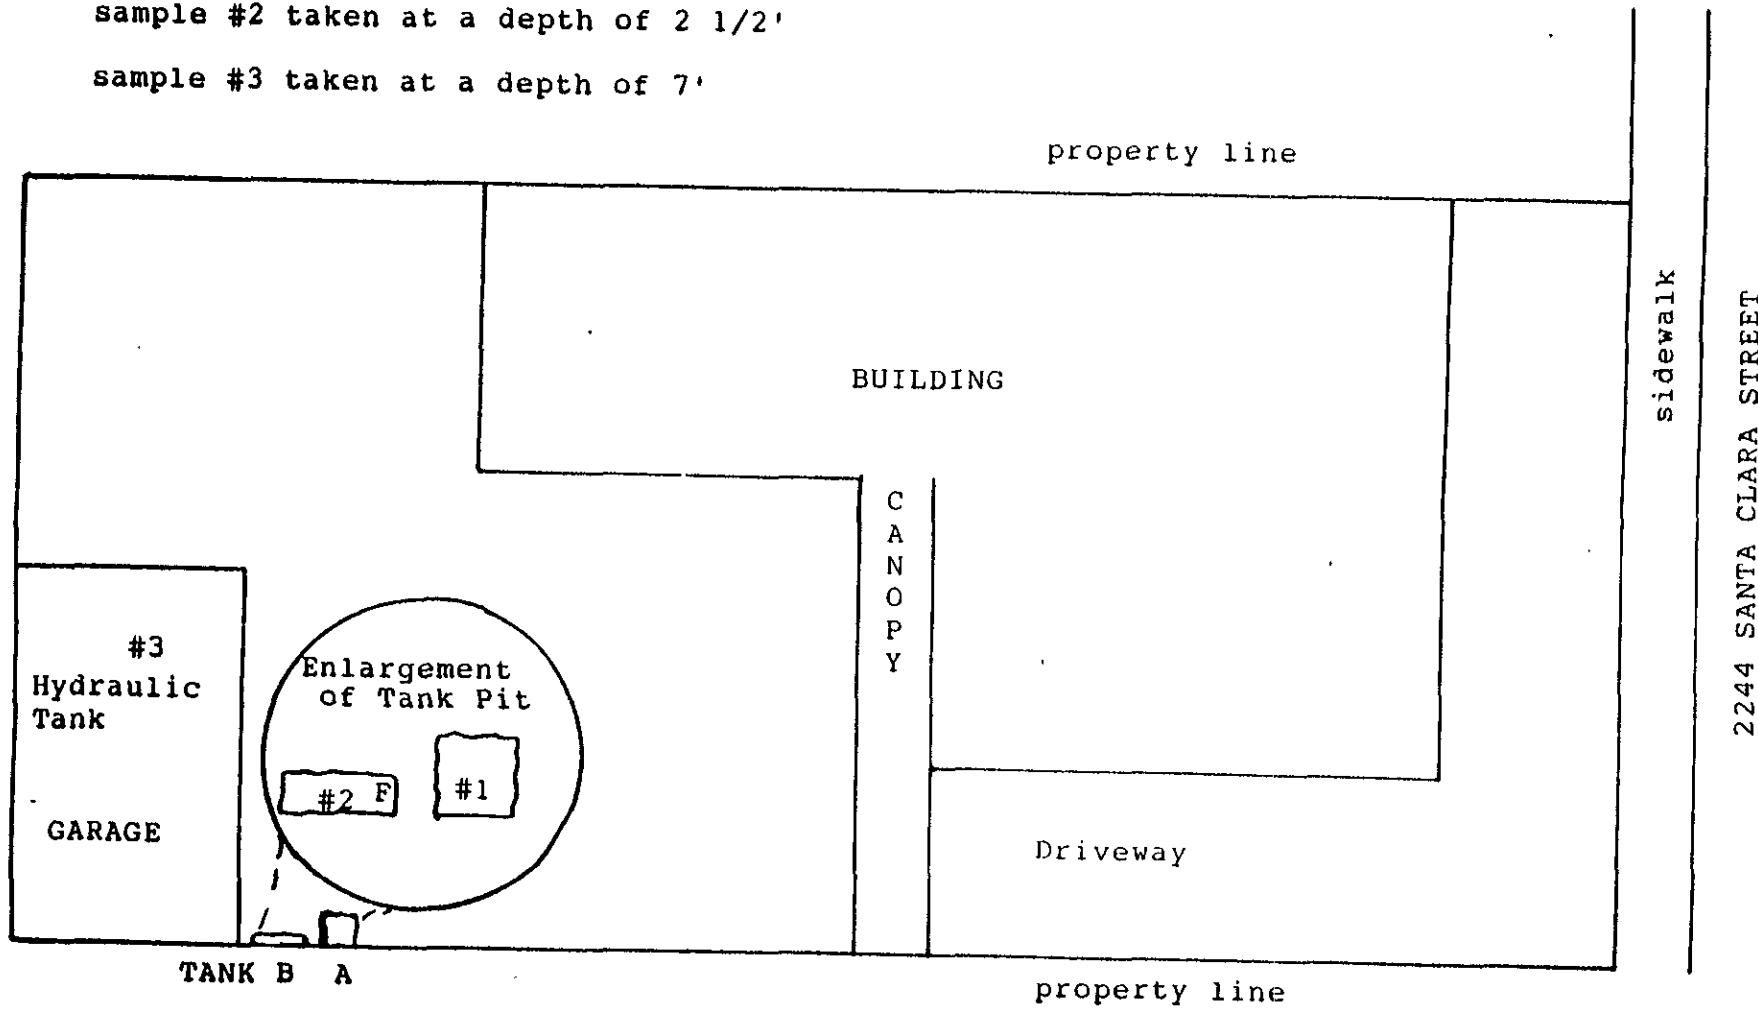 sample #2 taken at a depth of 2 1/2'
sample #3 taken at a depth of 7'
property line
sidewalk
2244 SANTA CLARA STREET
BUILDING
CANOPY
#3
Hydraulic
Tank
GARAGE
Enlargement
of Tank Pit
#2 F
#1
Driveway
TANK B A
property line